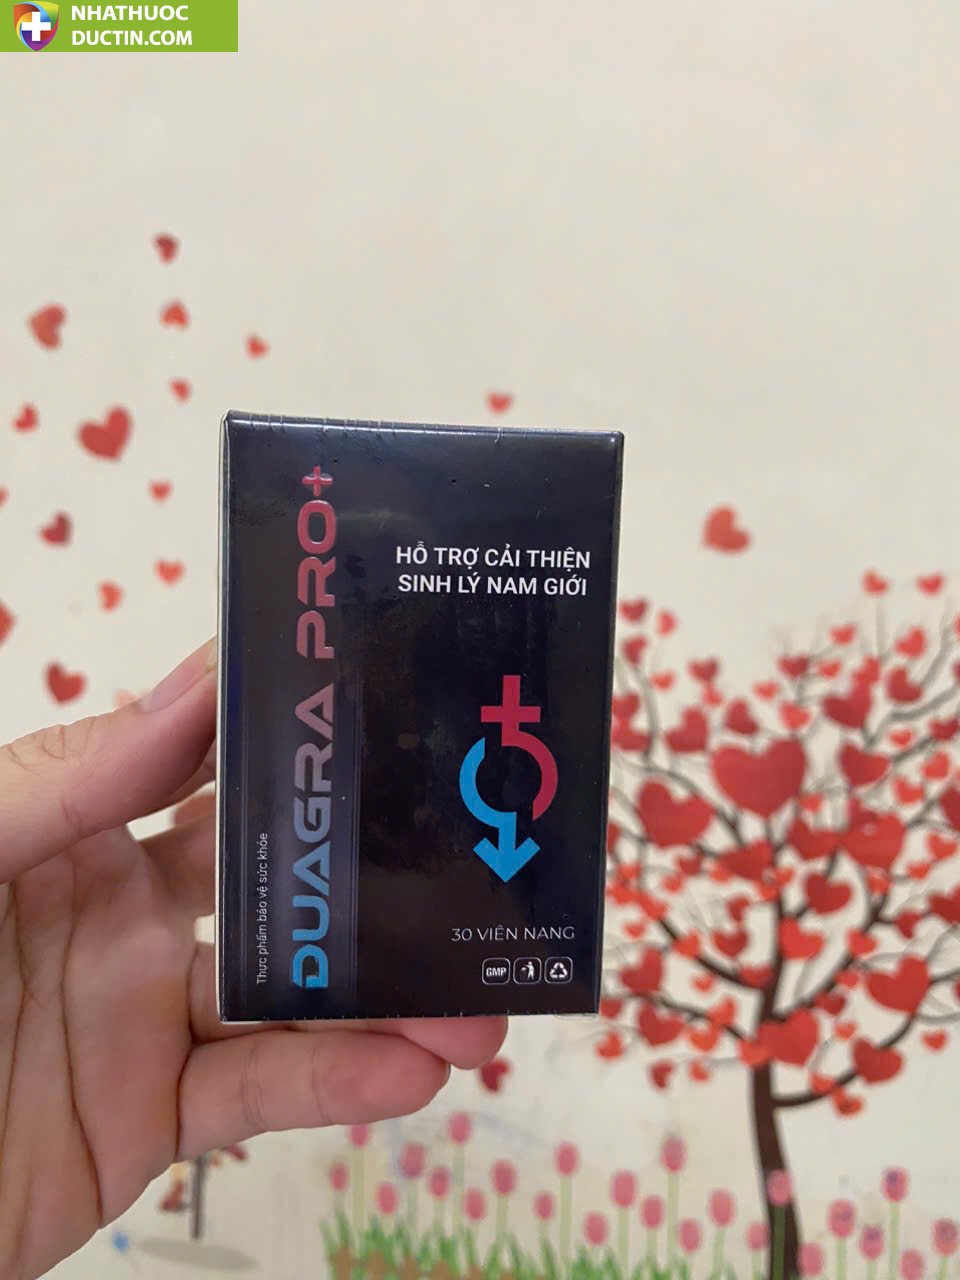 NHATHUOC
DUCTIN.COM
DUAGRA PRO+
Thực phẩm bảo vệ sức khỏe
HỖ TRỢ CẢI THIỆN
SINH LÝ NAM GIỚI
30 VIÊN NANG
GMP